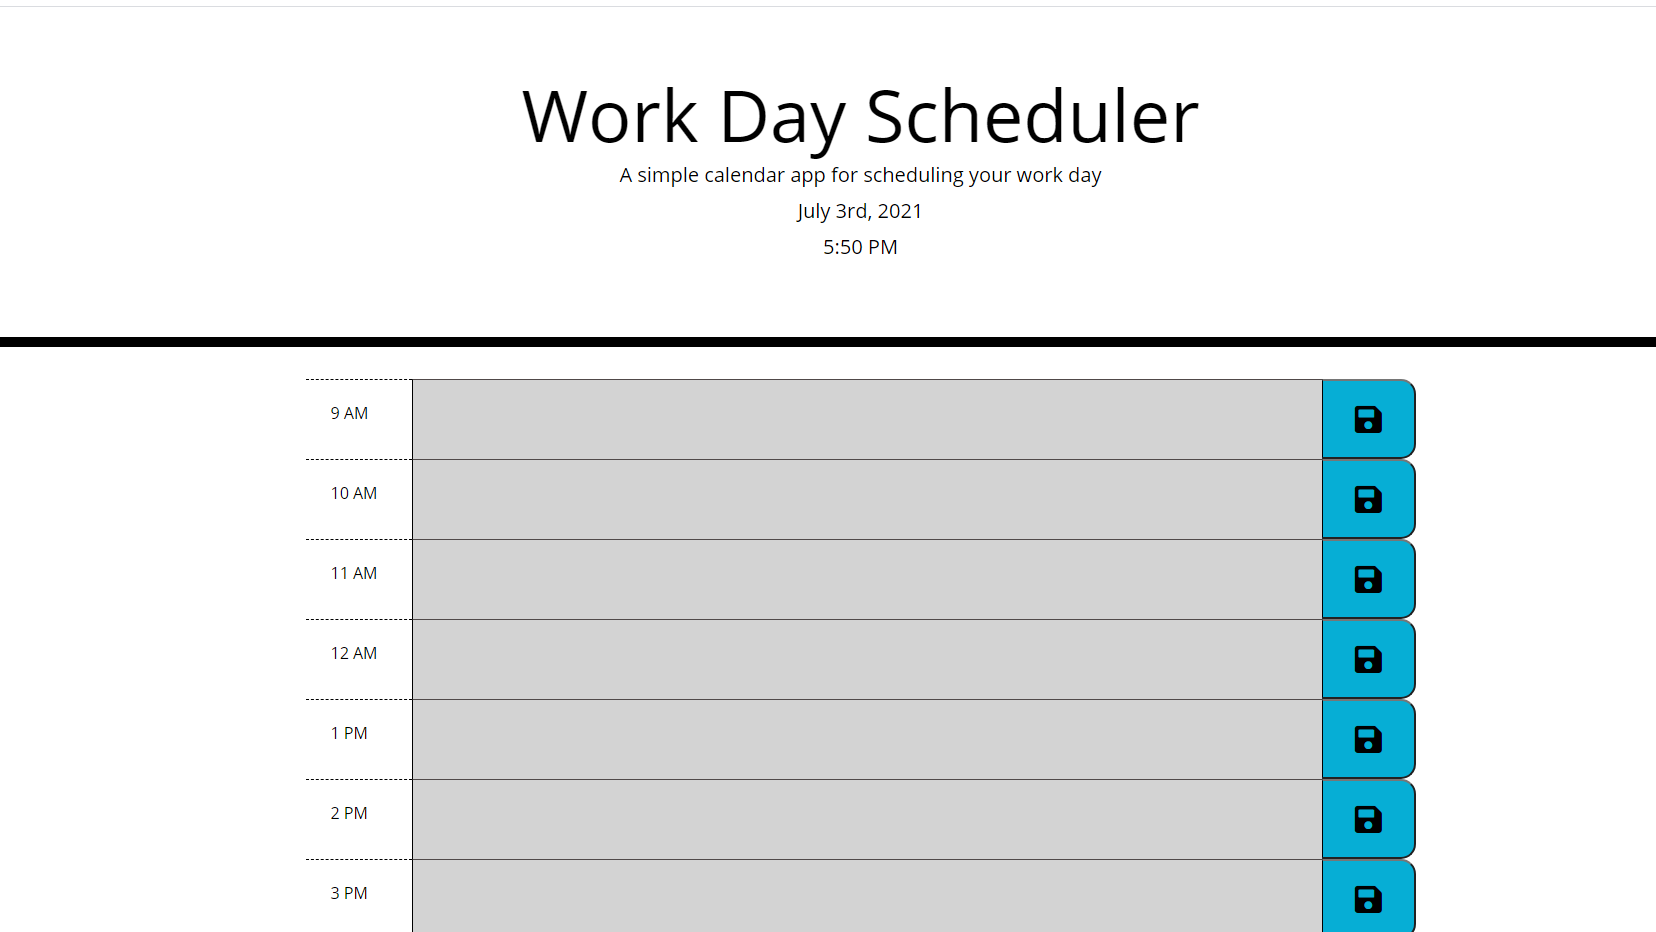 Work Day Scheduler
A simple calendar app for scheduling your work day
July 3rd, 2021
5:50 PM
9 AM
10 AM
11 AM
12 AM
1 PM
2 PM
3 PM